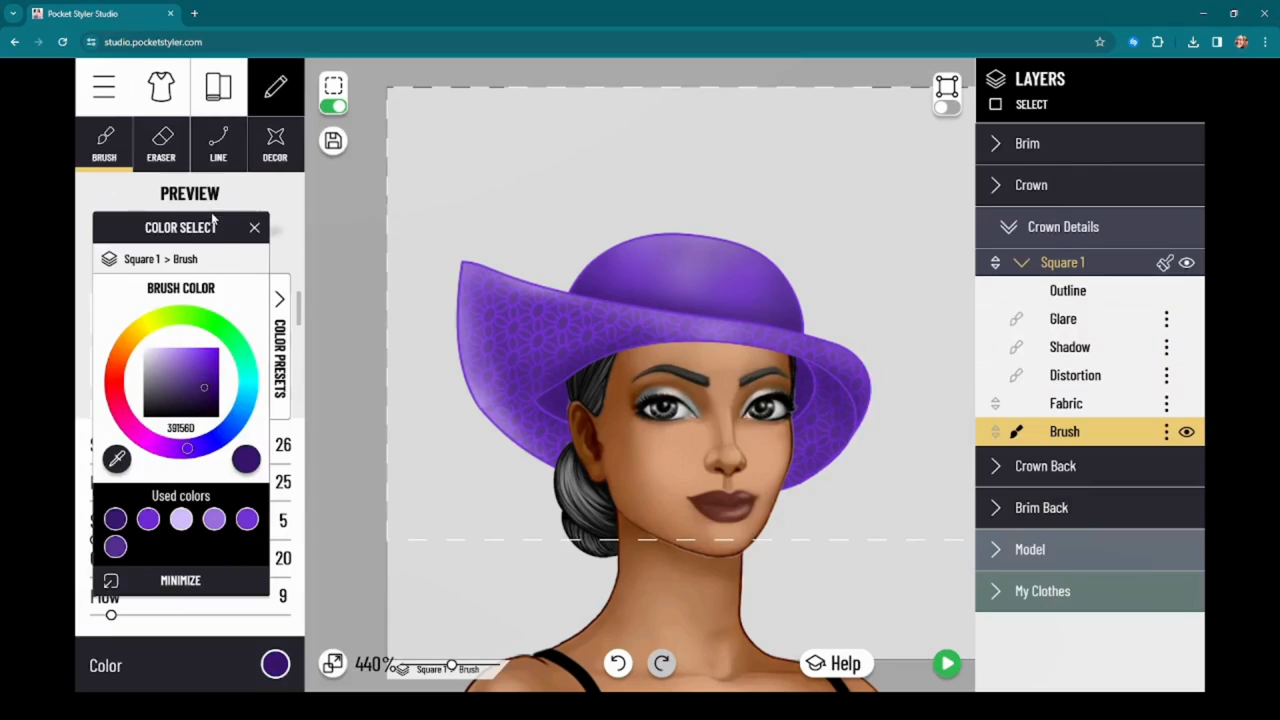 Pocket Styler Studio
studio.pocketstyler.com
BRUSH
ERASER
LINE
DECOR
PREVIEW
COLOR SELECT
Square 1 > Brush
BRUSH COLOR
COLOR PRESETS
39156D
26
25
Used colors
5
20
MINIMIZE
Flow 9
Color
440%
Square 1 > Brush
Help
LAYERS
SELECT
Brim
Crown
Crown Details
Square 1
Outline
Glare
Shadow
Distortion
Fabric
Brush
Crown Back
Brim Back
Model
My Clothes